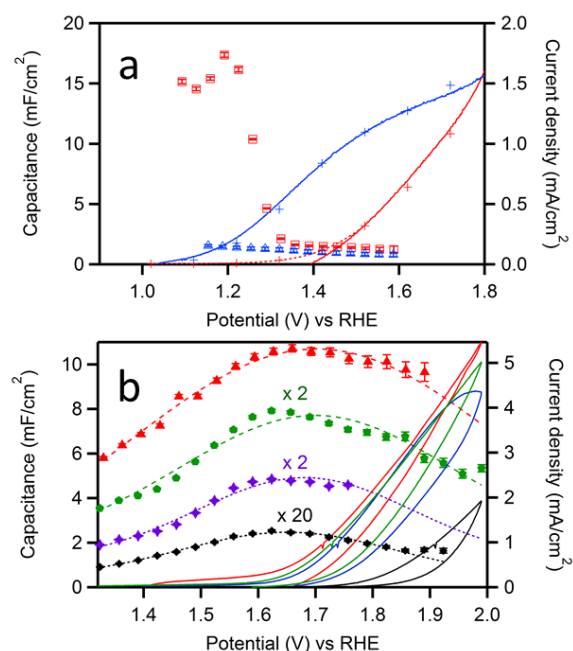 a
20
15
10
5
0
Capacitance (mF/cm²)
2.0
1.5
1.0
0.5
0.0
Current density (mA/cm²)
1.0 1.2 1.4 1.6 1.8
Potential (V) vs RHE
b
10
8
6
4
2
0
Capacitance (mF/cm²)
x 2
x 2
x 20
5
4
3
2
1
0
Current density (mA/cm²)
1.4 1.5 1.6 1.7 1.8 1.9 2.0
Potential (V) vs RHE